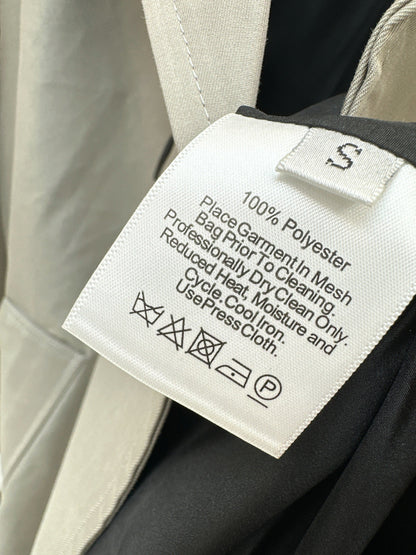 S
100% Polyester
Place Garment In Mesh
Bag Prior To Cleaning.
Professionally Dry Clean Only.
Reduced Heat, Moisture and
Cycle. Cool Iron.
Use Press Cloth.
P